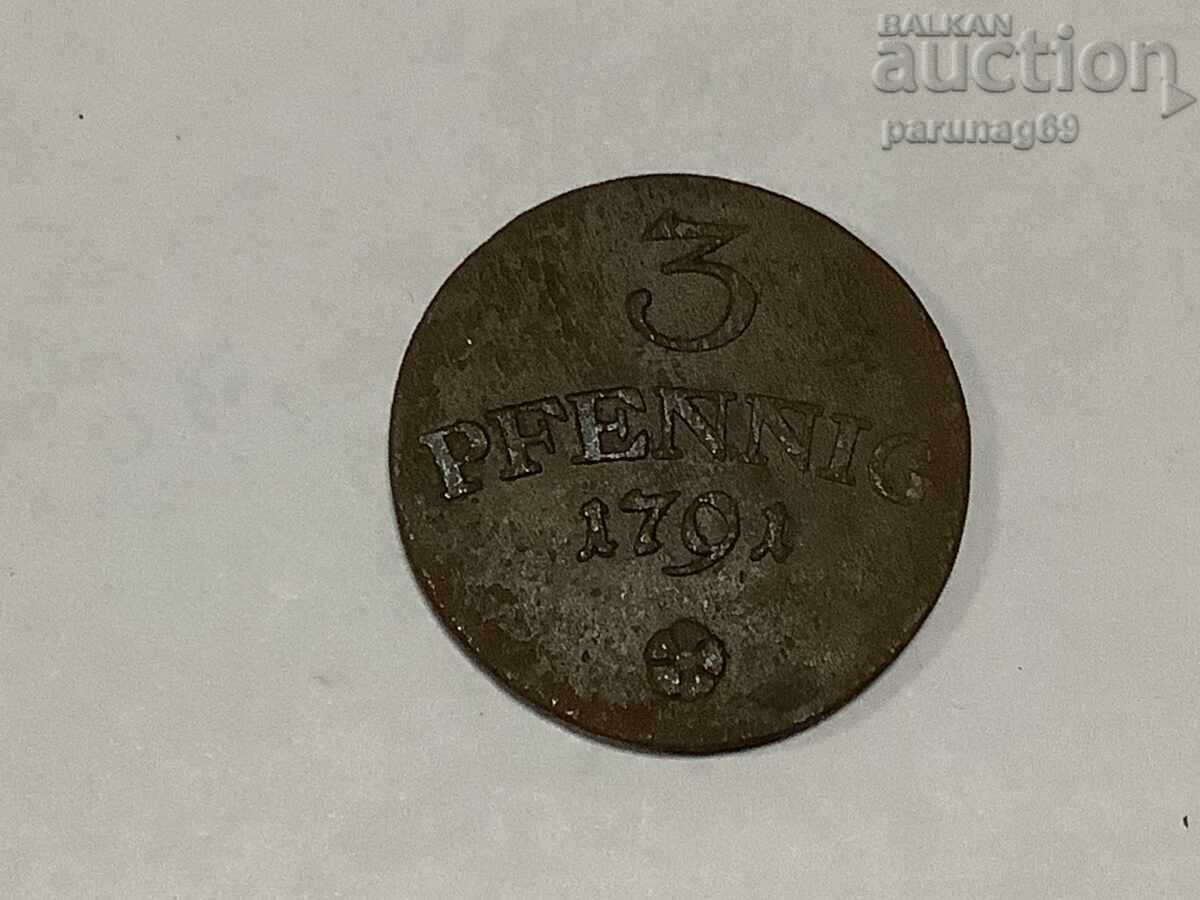 BALKAN
auction
parunag69
3
PFENNIG
1791